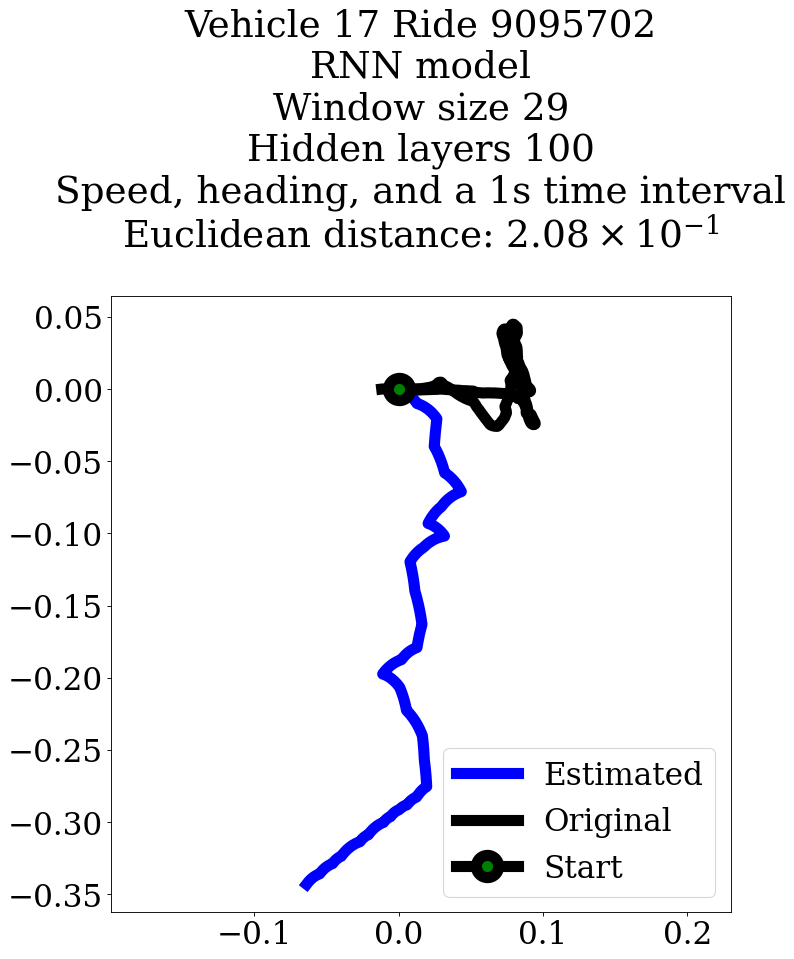 Vehicle 17 Ride 9095702
RNN model
Window size 29
Hidden layers 100
Speed, heading, and a 1s time interval
Euclidean distance: 2.08 × 10⁻¹
0.05
0.00
−0.05
−0.10
−0.15
−0.20
−0.25
−0.30
−0.35
Estimated
Original
Start
−0.1 0.0 0.1 0.2